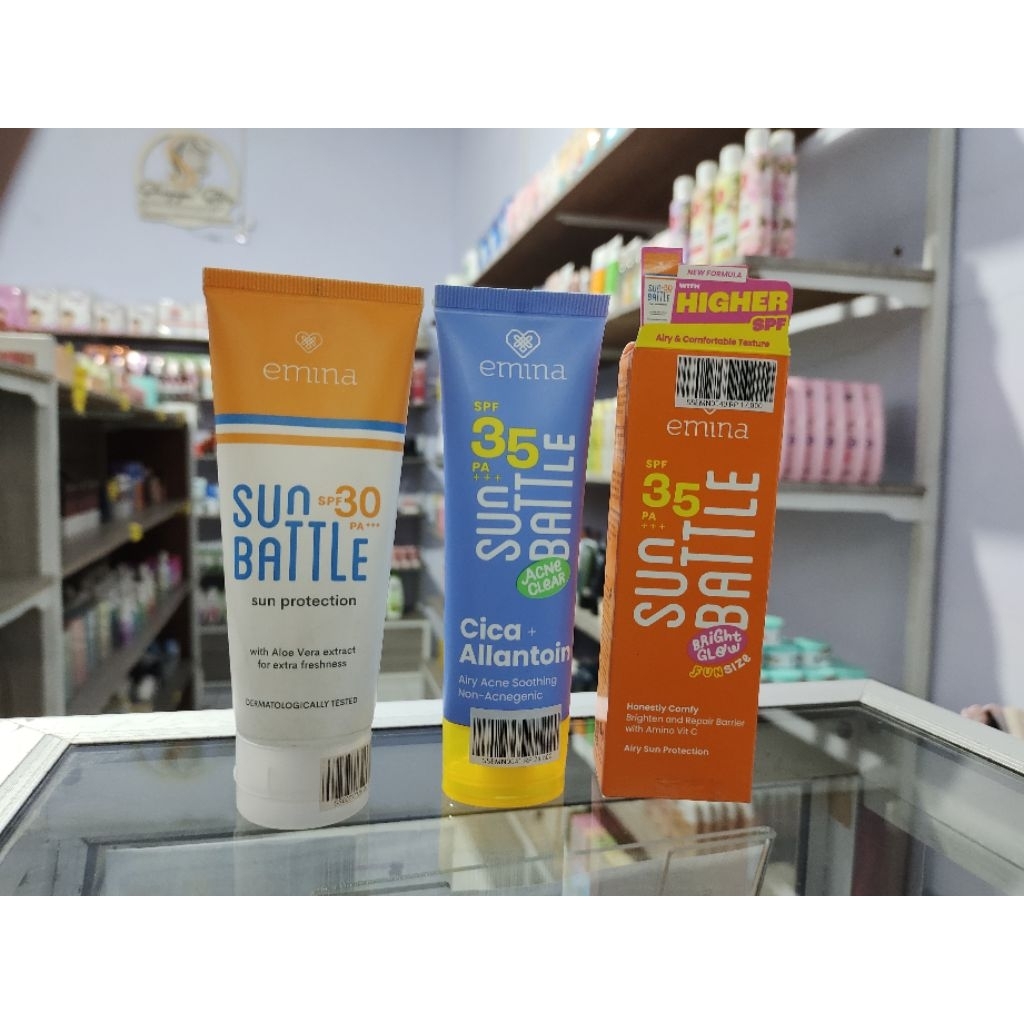 emina
SUN SPF30
PA+++
BATTLE
sun protection
with Aloe Vera extract
for extra freshness
DERMATOLOGICALLY TESTED
emina
SPF
35
PA
+++
SUN
BATTLE
ACNE
CLEAR
Cica +
Allantoin
Airy Acne Soothing
Non-Acnegenic
NEW FORMULA
WITH
HIGHER
SPF
SUN 30
BATTLE
Airy & Comfortable Texture
emina
SPF
35
PA
+++
SUN
BATTLE
BRIGHT
GLOW
FUNSIZE
Honestly Comfy
Brighten and Repair Barrier
with Amino Vit C
Airy Sun Protection